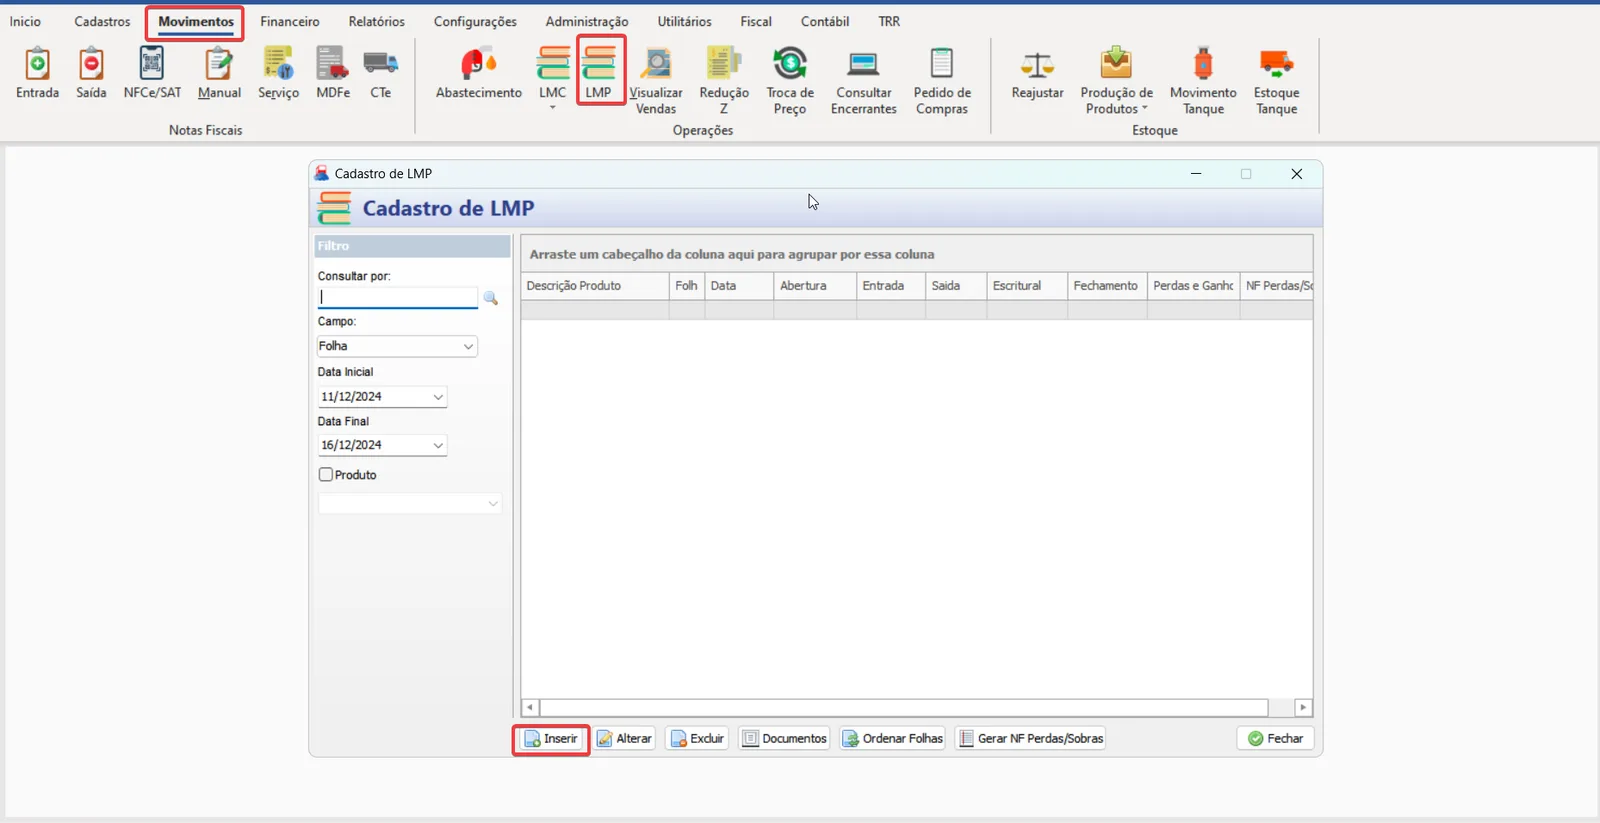 Inicio Cadastros Movimentos Financeiro Relatórios Configurações Administração Utilitários Fiscal Contábil TRR
Entrada Saída NFCe/SAT Manual Serviço MDFe CTe Abastecimento LMC LMP Visualizar Vendas Redução Z Troca de Preço Consultar Encerrantes Pedido de Compras Reajustar Produção de Produtos Movimento Tanque Estoque Tanque
Notas Fiscais Operações Estoque
Cadastro de LMP
Cadastro de LMP
Filtro
Consultar por:
Campo:
Folha
Data Inicial
11/12/2024
Data Final
16/12/2024
Produto
Arraste um cabeçalho da coluna aqui para agrupar por essa coluna
Descrição Produto Folh Data Abertura Entrada Saida Escritural Fechamento Perdas e Ganhc NF Perdas/So
Inserir Alterar Excluir Documentos Ordenar Folhas Gerar NF Perdas/Sobras Fechar